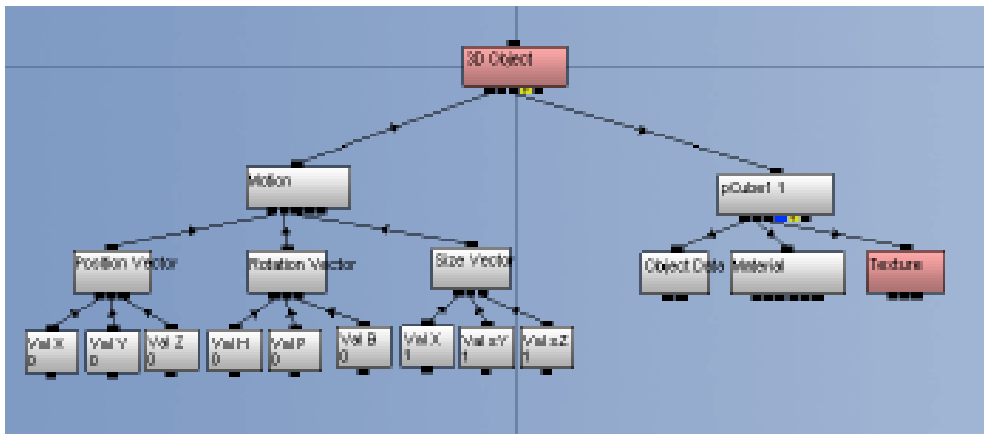 3D Object
Motion
pCube1 1
Position Vector
Rotation Vector
Size Vector
Object Data
Material
Texture
Val X
0
Val Y
0
Val Z
0
Val H
0
Val P
0
Val B
0
Val X
1
Val sY
1
Val sZ
1